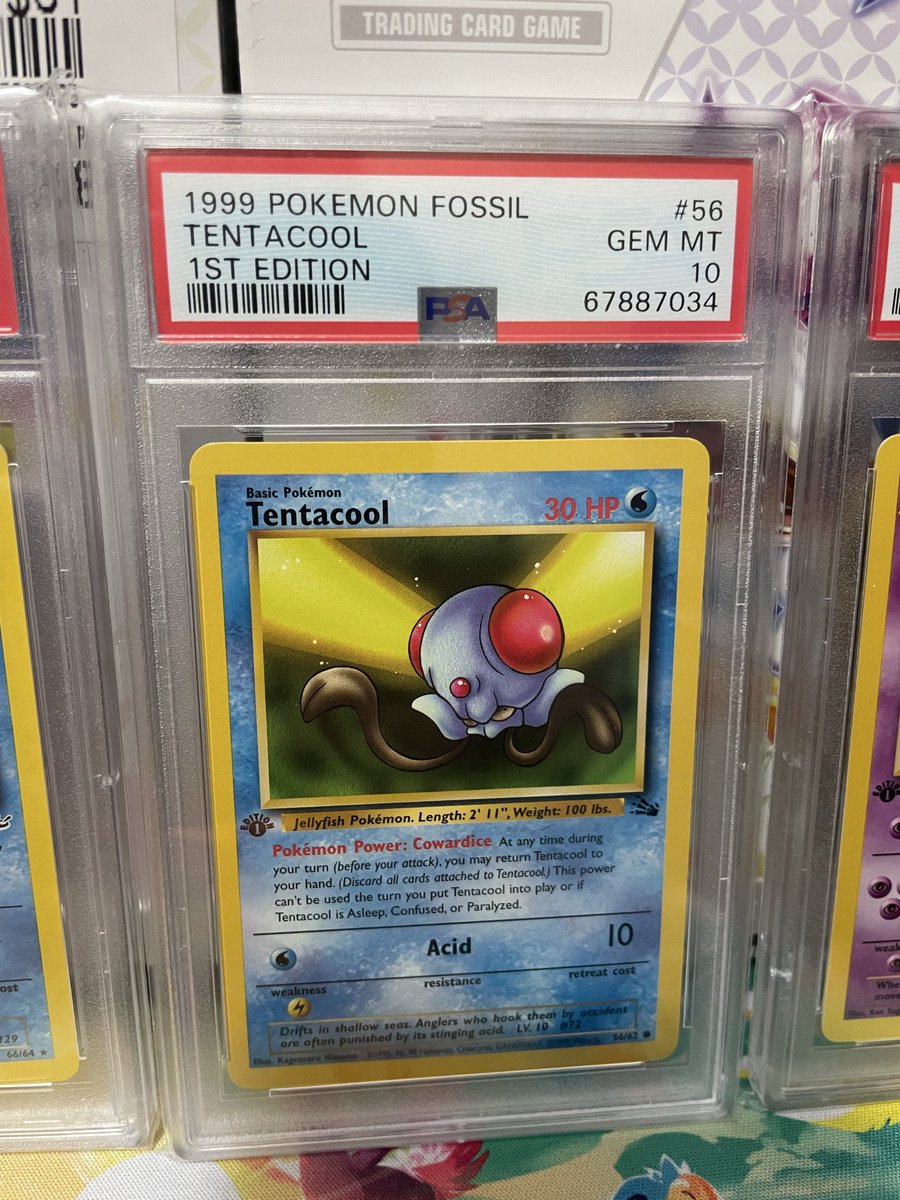 TRADING CARD GAME
1999 POKEMON FOSSIL #56
TENTACOOL GEM MT
1ST EDITION 10
PSA 67887034
Basic Pokémon
Tentacool 30 HP
EDITION 1
Jellyfish Pokémon. Length: 2' 11", Weight: 100 lbs.
Pokémon Power: Cowardice At any time during
your turn (before your attack), you may return Tentacool to
your hand. (Discard all cards attached to Tentacool.) This power
can't be used the turn you put Tentacool into play or if
Tentacool is Asleep, Confused, or Paralyzed.
Acid 10
weakness resistance retreat cost
Drifts in shallow seas. Anglers who hook them by accident
are often punished by its stinging acid. LV. 10 #72
56/62
Illus. Kagemaru Himeno
66/64